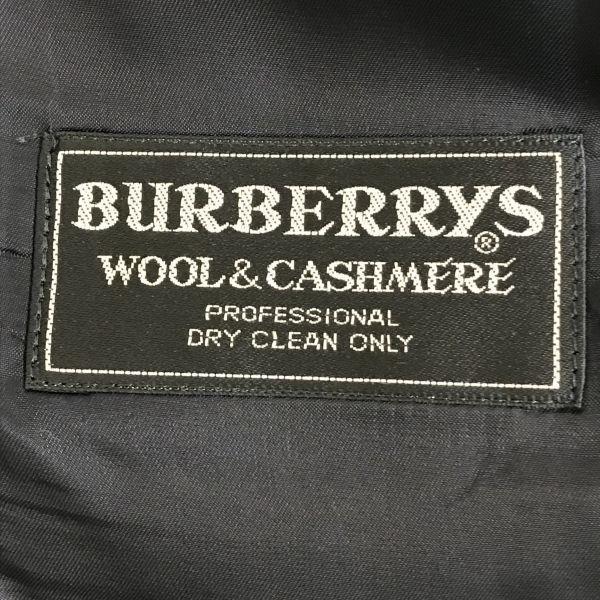 BURBERRYS®
WOOL & CASHMERE
PROFESSIONAL
DRY CLEAN ONLY